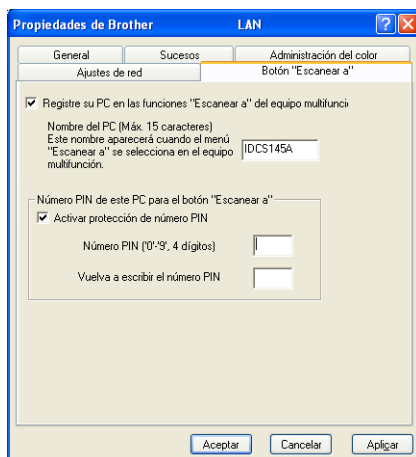 Propiedades de Brother LAN
General Sucesos Administración del color
Ajustes de red Botón "Escanear a"
Registre su PC en las funciones "Escanear a" del equipo multifunci
Nombre del PC (Máx. 15 caracteres)
Este nombre aparecerá cuando el menú
"Escanear a" se selecciona en el equipo
multifunción.
IDCS145A
Número PIN de este PC para el botón "Escanear a"
Activar protección de número PIN
Número PIN ('0'-'9', 4 dígitos)
Vuelva a escribir el número PIN
Aceptar Cancelar Aplicar